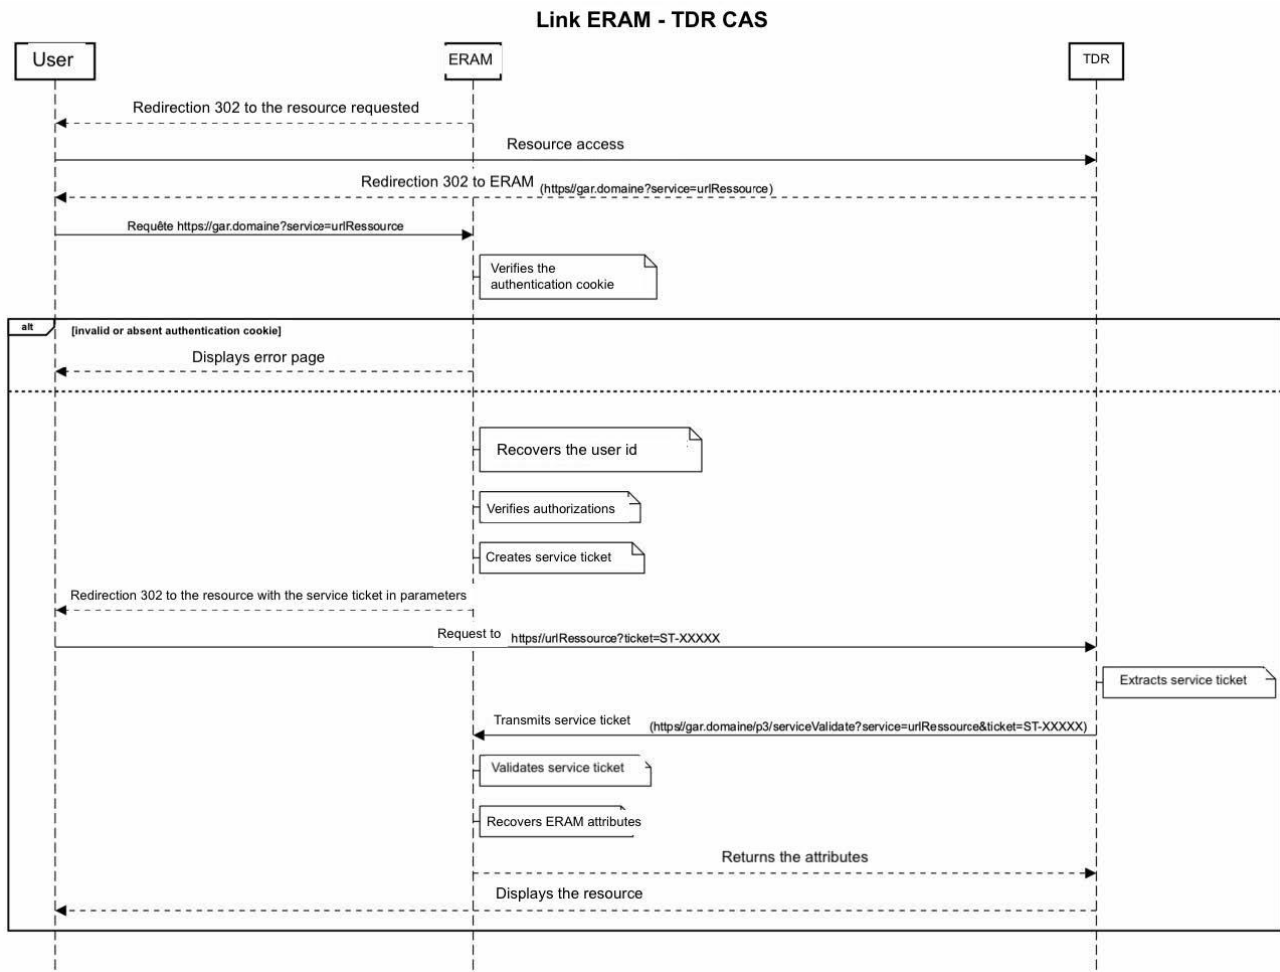 Link ERAM - TDR CAS
User
ERAM
TDR
Redirection 302 to the resource requested
Resource access
Redirection 302 to ERAM (https//gar.domaine?service=urlRessource)
Requête https://gar.domaine?service=urlRessource
Verifies the
authentication cookie
alt
[invalid or absent authentication cookie]
Displays error page
Recovers the user id
Verifies authorizations
Creates service ticket
Redirection 302 to the resource with the service ticket in parameters
Request to https//urlRessource?ticket=ST-XXXXX
Extracts service ticket
Transmits service ticket (https//gar.domaine/p3/serviceValidate?service=urlRessource&ticket=ST-XXXXX)
Validates service ticket
Recovers ERAM attributes
Returns the attributes
Displays the resource